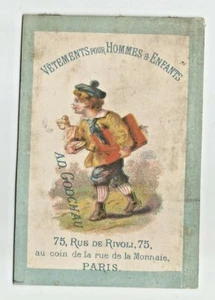 VÊTEMENTS POUR HOMMES & ENFANTS
AD. GODCHAU
75, RUE DE RIVOLI, 75,
au coin de la rue de la Monnaie,
PARIS.